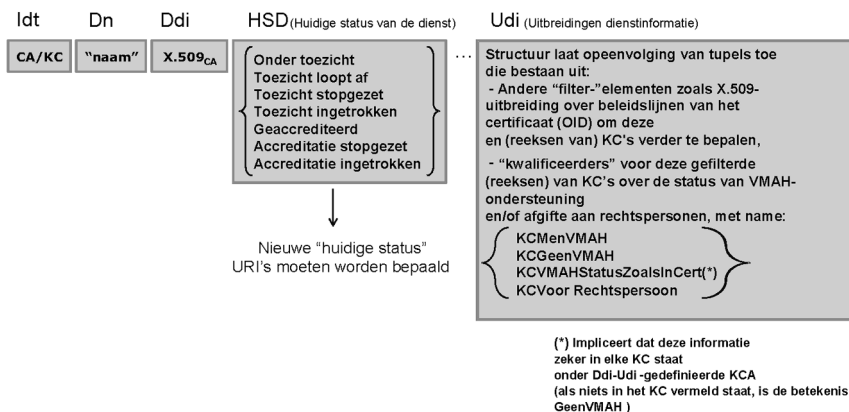 Idt Dn Ddi HSD (Huidige status van de dienst) Udi (Uitbreidingen dienstinformatie)
CA/KC "naam" X.509CA
Onder toezicht
Toezicht loopt af
Toezicht stopgezet
Toezicht ingetrokken
Geaccrediteerd
Accreditatie stopgezet
Accreditatie ingetrokken
...
Structuur laat opeenvolging van tupels toe
die bestaan uit:
- Andere "filter-"elementen zoals X.509-
uitbreiding over beleidslijnen van het
certificaat (OID) om deze
en (reeksen van) KC's verder te bepalen,
- "kwalificeerders" voor deze gefilterde
(reeksen) van KC's over de status van VMAH-
ondersteuning
en/of afgifte aan rechtspersonen, met name:
KCMenVMAH
KCGeenVMAH
KCVMAHStatusZoalsInCert(*)
KCVoor Rechtspersoon
Nieuwe "huidige status"
URI's moeten worden bepaald
(*) Impliceert dat deze informatie
zeker in elke KC staat
onder Ddi-Udi -gedefinieerde KCA
(als niets in het KC vermeld staat, is de betekenis
GeenVMAH )